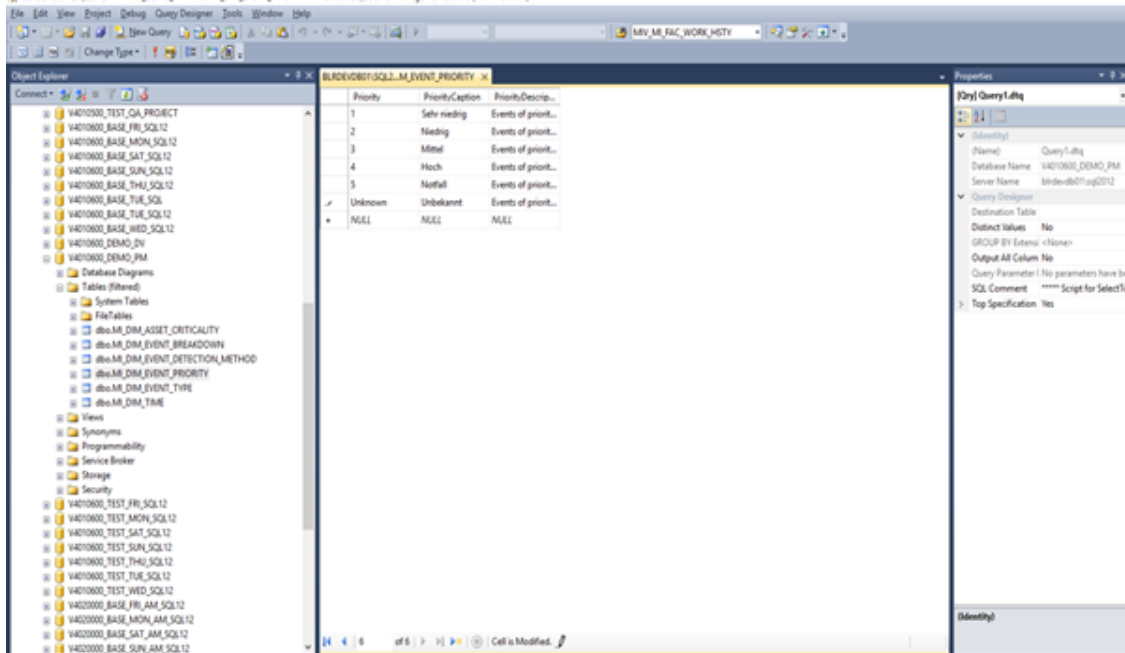 File Edit View Project Debug Query Designer Tools Window Help
New Query
MIV_MI_FAC_WORK_HSTY
Change Type
Object Explorer
Connect
V4010500_TEST_QA_PROJECT
V4010600_BASE_FRI_SQL12
V4010600_BASE_MON_SQL12
V4010600_BASE_SAT_SQL12
V4010600_BASE_SUN_SQL12
V4010600_BASE_THU_SQL12
V4010600_BASE_TUE_SQL
V4010600_BASE_TUE_SQL12
V4010600_BASE_WED_SQL12
V4010600_DEMO_DV
V4010600_DEMO_PM
Database Diagrams
Tables (filtered)
System Tables
FileTables
dbo.MI_DIM_ASSET_CRITICALITY
dbo.MI_DIM_EVENT_BREAKDOWN
dbo.MI_DIM_EVENT_DETECTION_METHOD
dbo.MI_DIM_EVENT_PRIORITY
dbo.MI_DIM_EVENT_TYPE
dbo.MI_DIM_TIME
Views
Synonyms
Programmability
Service Broker
Storage
Security
V4010600_TEST_FRI_SQL12
V4010600_TEST_MON_SQL12
V4010600_TEST_SAT_SQL12
V4010600_TEST_SUN_SQL12
V4010600_TEST_THU_SQL12
V4010600_TEST_TUE_SQL12
V4010600_TEST_WED_SQL12
V4020000_BASE_FRI_AM_SQL12
V4020000_BASE_MON_AM_SQL12
V4020000_BASE_SAT_AM_SQL12
V4020000_BASE_SUN_AM_SQL12
BLRDEVDB01\SQL2...M_EVENT_PRIORITY
Priority PriorityCaption PriorityDescrip...
1 Sehr niedrig Events of priorit...
2 Niedrig Events of priorit...
3 Mittel Events of priorit...
4 Hoch Events of priorit...
5 Notfall Events of priorit...
Unknown Unbekannt Events of priorit...
NULL NULL NULL
6 of 6 Cell is Modified.
Properties
[Qry] Query1.dtq
(Identity)
(Name) Query1.dtq
Database Name V4010600_DEMO_PM
Server Name blrdevdb01\sql2012
Query Designer
Destination Table
Distinct Values No
GROUP BY Extensi <None>
Output All Colum No
Query Parameter l No parameters have be
SQL Comment ***** Script for SelectT
Top Specification Yes
(Identity)